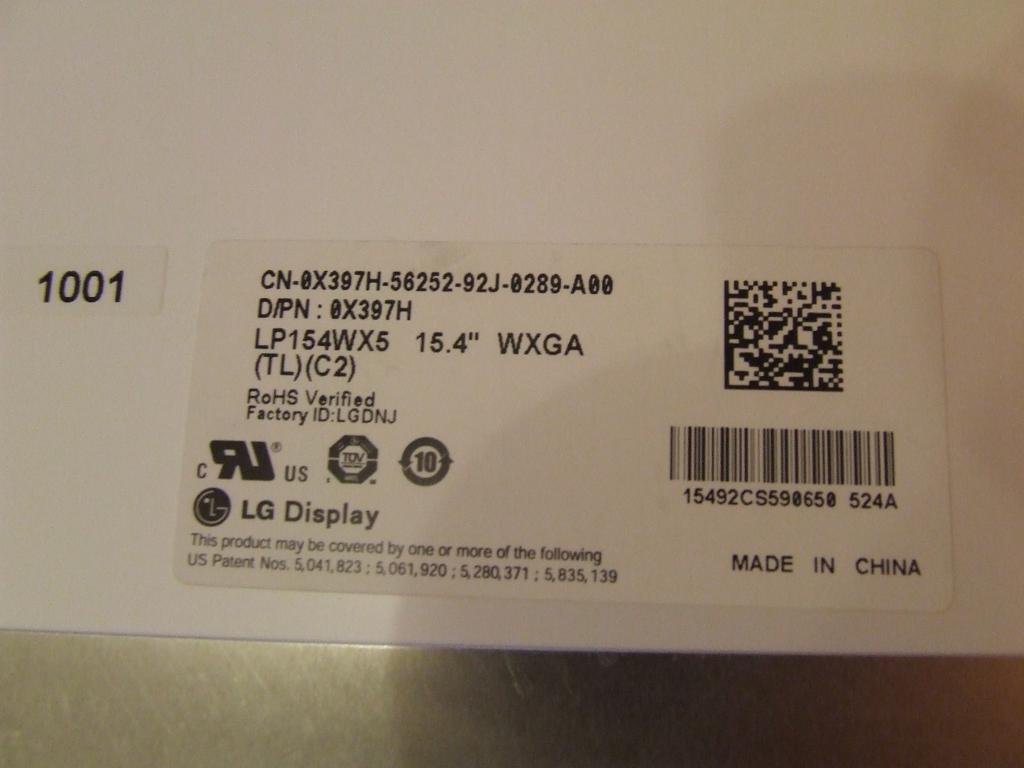 1001
CN-0X397H-56252-92J-0289-A00
D/PN : 0X397H
LP154WX5 15.4" WXGA
(TL)(C2)
RoHS Verified
Factory ID:LGDNJ
C RU ® US
TÜV
10
LG Display
This product may be covered by one or more of the following
US Patent Nos. 5,041,823 ; 5,061,920 ; 5,280,371 ; 5,835,139
15492CS590650 524A
MADE IN CHINA